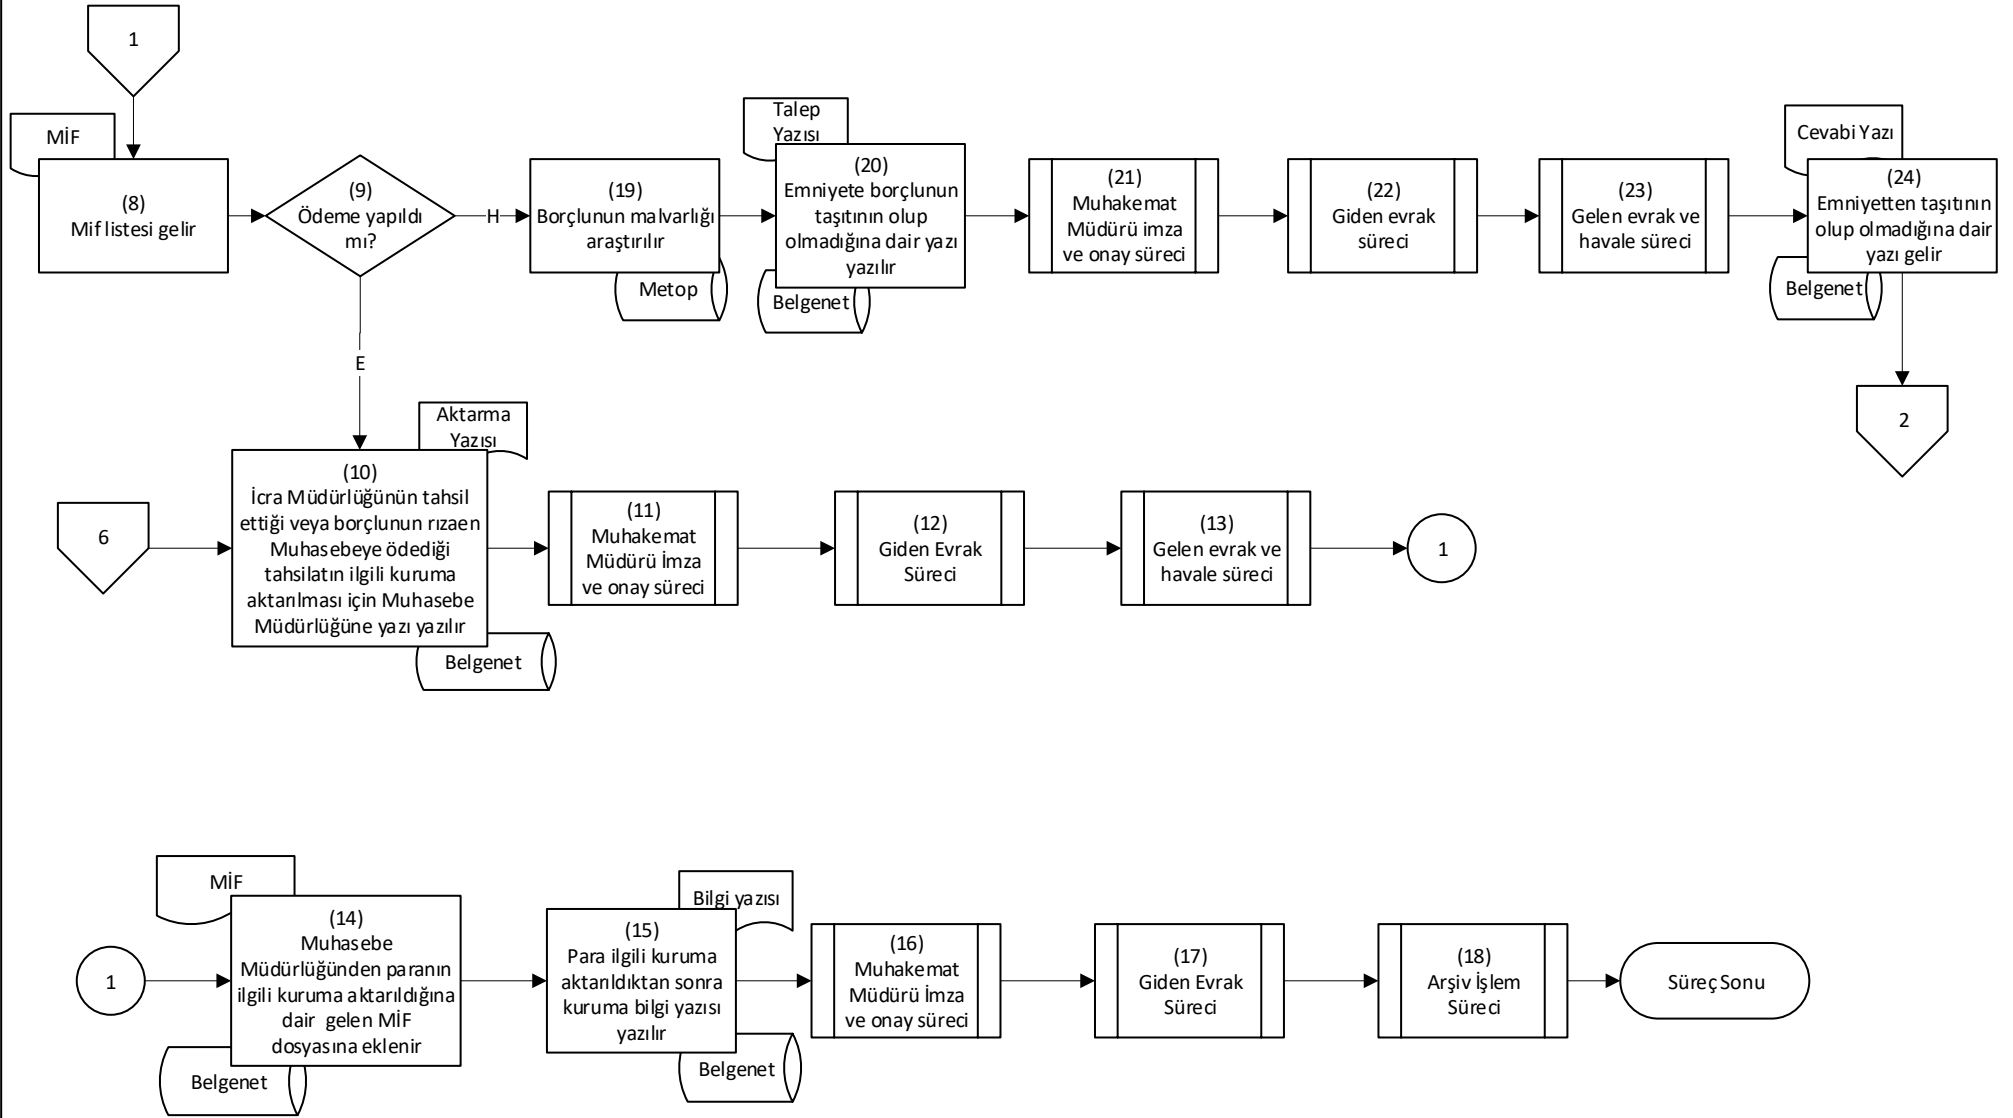 1
MİF
(8)
Mif listesi gelir
(9)
Ödeme yapıldı
mı?
H
(19)
Borçlunun malvarlığı
araştırılır
Metop
Talep
Yazısı
(20)
Emniyete borçlunun
taşıtının olup
olmadığına dair yazı
yazılır
Belgenet
(21)
Muhakemat
Müdürü imza
ve onay süreci
(22)
Giden evrak
süreci
(23)
Gelen evrak ve
havale süreci
Cevabi Yazı
(24)
Emniyetten taşıtının
olup olmadığına dair
yazı gelir
Belgenet
2
E
6
Aktarma
Yazısı
(10)
İcra Müdürlüğünün tahsil
ettiği veya borçlunun rızaen
Muhasebeye ödediği
tahsilatın ilgili kuruma
aktarılması için Muhasebe
Müdürlüğüne yazı yazılır
Belgenet
(11)
Muhakemat
Müdürü İmza
ve onay süreci
(12)
Giden Evrak
Süreci
(13)
Gelen evrak ve
havale süreci
1
1
MİF
(14)
Muhasebe
Müdürlüğünden paranın
ilgili kuruma aktarıldığına
dair gelen MİF
dosyasına eklenir
Belgenet
Bilgi yazısı
(15)
Para ilgili kuruma
aktarıldıktan sonra
kuruma bilgi yazısı
yazılır
Belgenet
(16)
Muhakemat
Müdürü İmza
ve onay süreci
(17)
Giden Evrak
Süreci
(18)
Arşiv İşlem
Süreci
Süreç Sonu